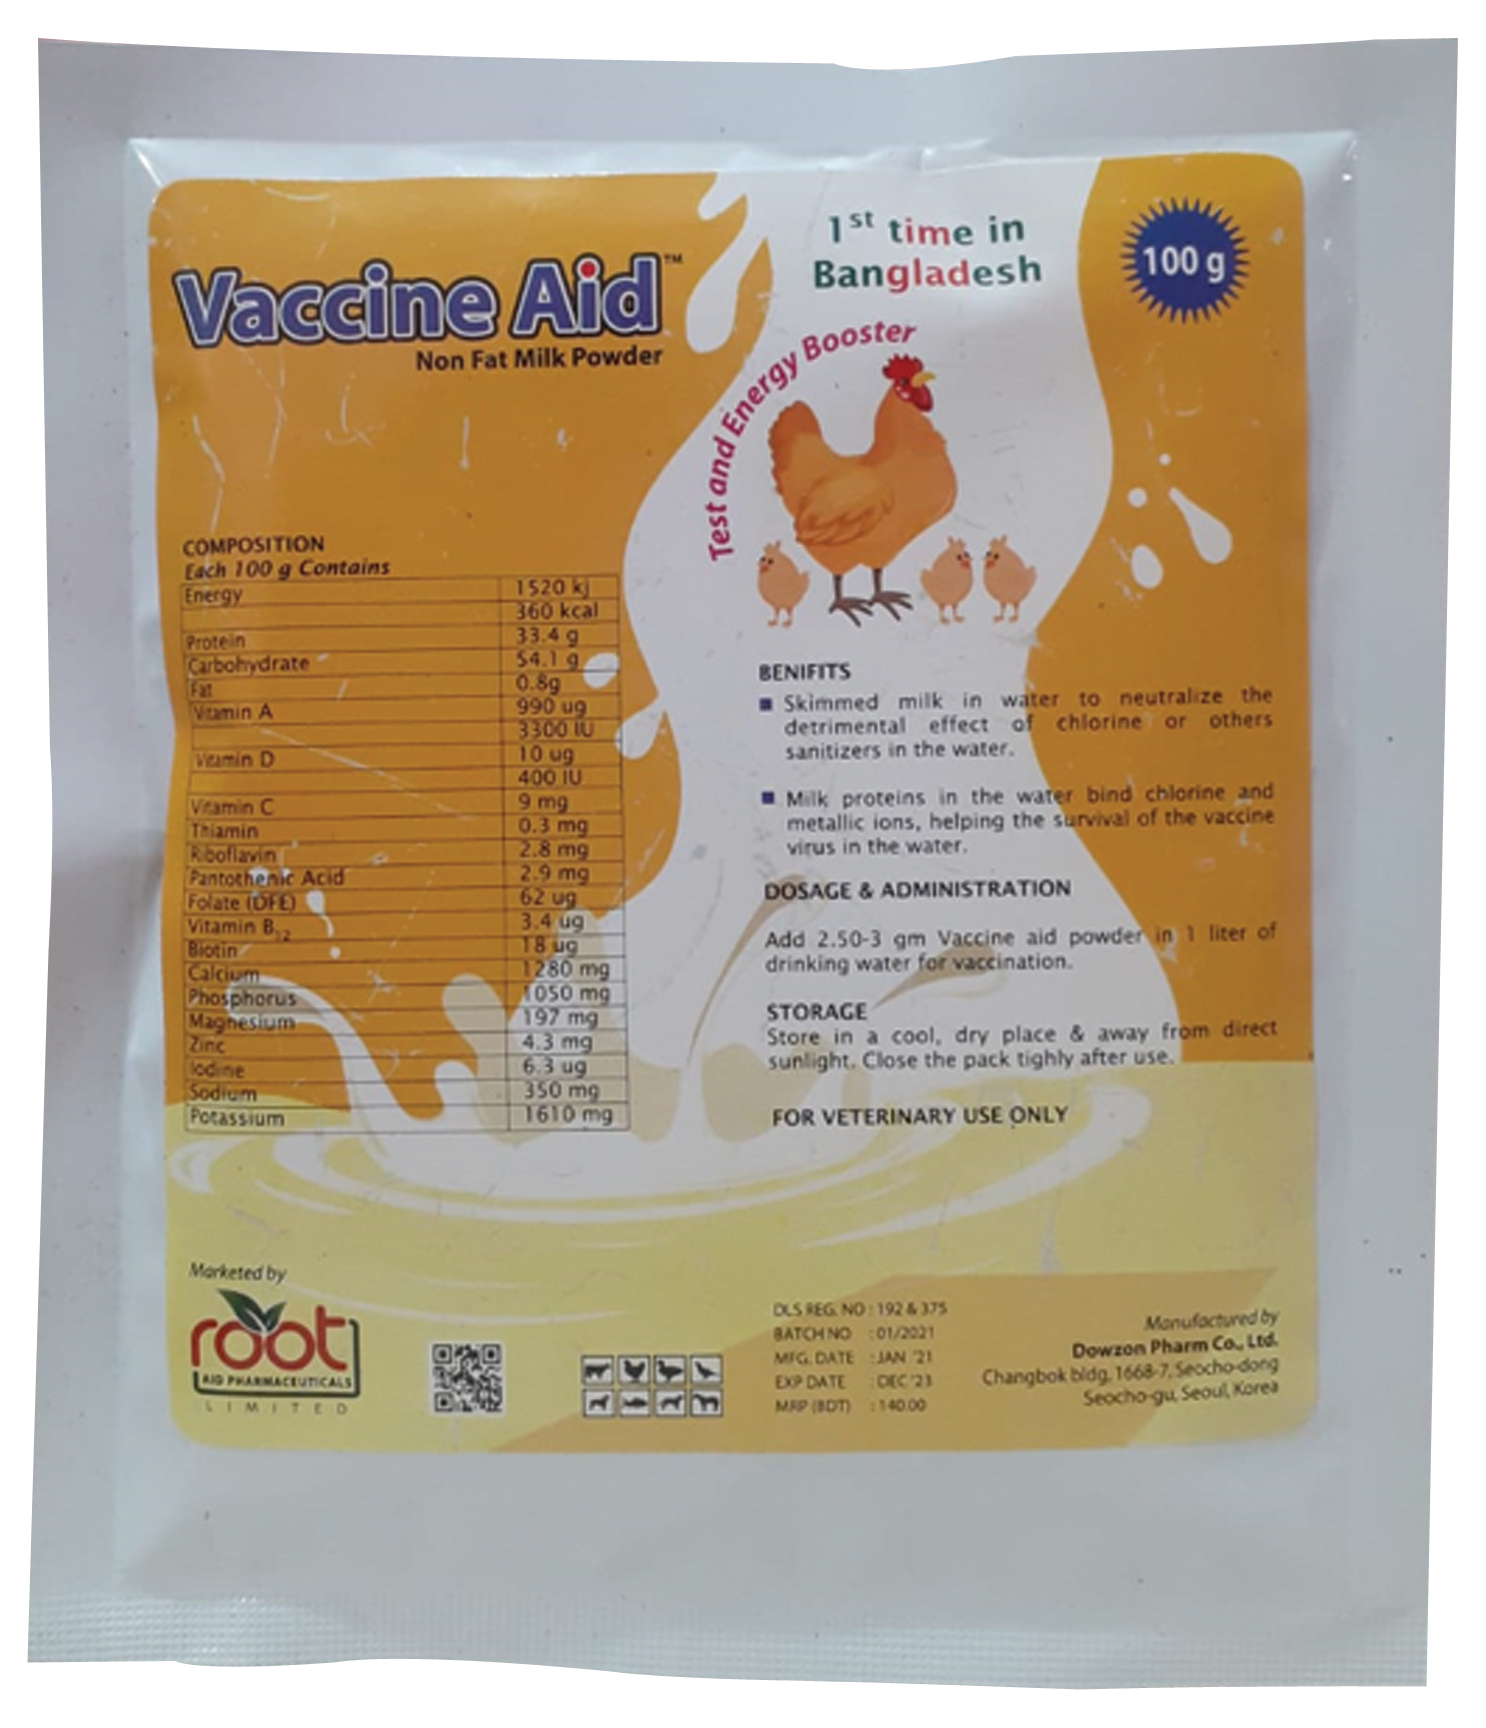 Vaccine Aid™
Non Fat Milk Powder
1st time in
Bangladesh
100 g
Test and Energy Booster
COMPOSITION
Each 100 g Contains
Energy 1520 kj
360 kcal
Protein 33.4 g
Carbohydrate 54.1 g
Fat 0.8g
Vitamin A 990 ug
3300 IU
Vitamin D 10 ug
400 IU
Vitamin C 9 mg
Thiamin 0.3 mg
Riboflavin 2.8 mg
Pantothenic Acid 2.9 mg
Folate (DFE) 62 ug
Vitamin B12 3.4 ug
Biotin 18 ug
Calcium 1280 mg
Phosphorus 1050 mg
Magnesium 197 mg
Zinc 4.3 mg
Iodine 6.3 ug
Sodium 350 mg
Potassium 1610 mg
BENIFITS
■ Skimmed milk in water to neutralize the
detrimental effect of chlorine or others
sanitizers in the water.
■ Milk proteins in the water bind chlorine and
metallic ions, helping the survival of the vaccine
virus in the water.
DOSAGE & ADMINISTRATION
Add 2.50-3 gm Vaccine aid powder in 1 liter of
drinking water for vaccination.
STORAGE
Store in a cool, dry place & away from direct
sunlight. Close the pack tighly after use.
FOR VETERINARY USE ONLY
Marketed by
root
AID PHARMACEUTICALS
LIMITED
DLS REG. NO : 192 & 375
BATCH NO : 01/2021
MFG. DATE : JAN '21
EXP DATE : DEC '23
MRP (BDT) : 140.00
Manufactured by
Dowzon Pharm Co., Ltd.
Changbok bldg, 1668-7, Seocho-dong
Seocho-gu, Seoul, Korea